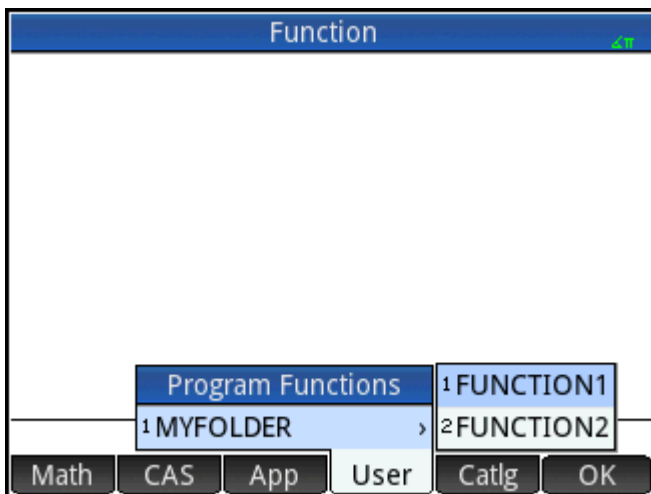 Function
∡π
Program Functions
1 MYFOLDER ›
1 FUNCTION1
2 FUNCTION2
Math CAS App User Catlg OK